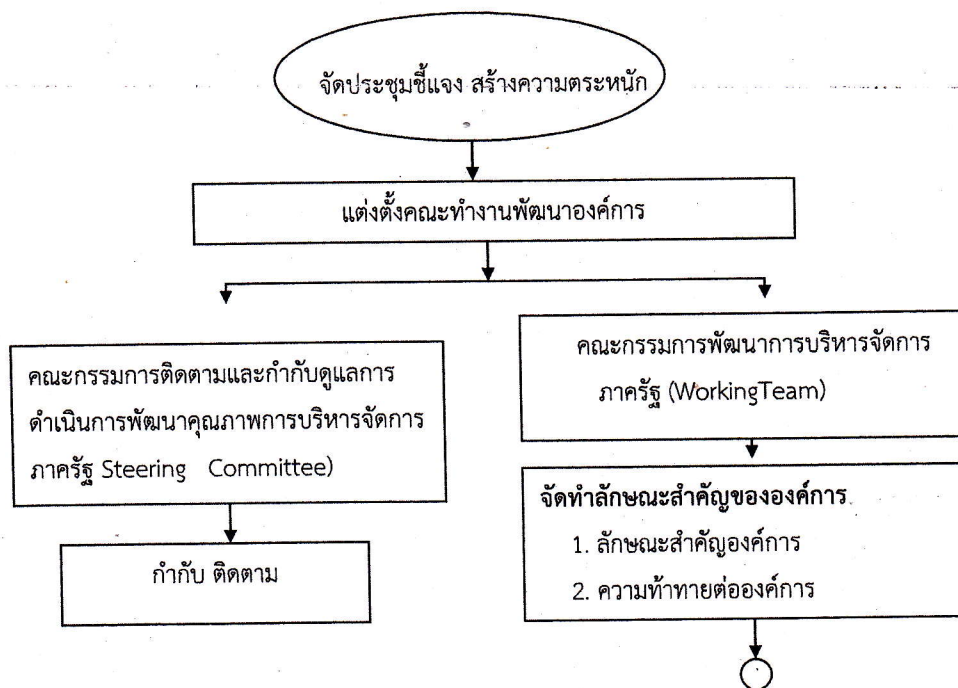 จัดประชุมชี้แจง สร้างความตระหนัก
แต่งตั้งคณะทำงานพัฒนาองค์การ
คณะกรรมการติดตามและกำกับดูแลการ
ดำเนินการพัฒนาคุณภาพการบริหารจัดการ
ภาครัฐ Steering Committee)
กำกับ ติดตาม
คณะกรรมการพัฒนาการบริหารจัดการ
ภาครัฐ (WorkingTeam)
จัดทำลักษณะสำคัญขององค์การ
1. ลักษณะสำคัญองค์การ
2. ความท้าทายต่อองค์การ